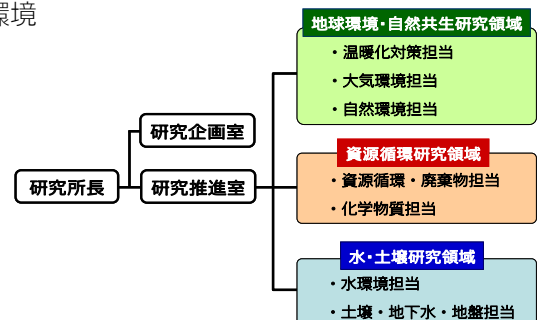 環境
地球環境・自然共生研究領域
・温暖化対策担当
・大気環境担当
・自然環境担当
研究企画室
研究所長
研究推進室
資源循環研究領域
・資源循環・廃棄物担当
・化学物質担当
水・土壌研究領域
・水環境担当
・土壌・地下水・地盤担当